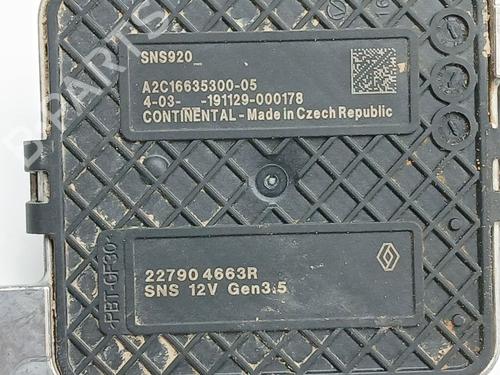 SNS920_
A2C16635300-05
4-03-__-191129-000178
CONTINENTAL - Made in Czech Republic
>PBT-GF30<
22790 4663R
SNS 12V Gen3.5